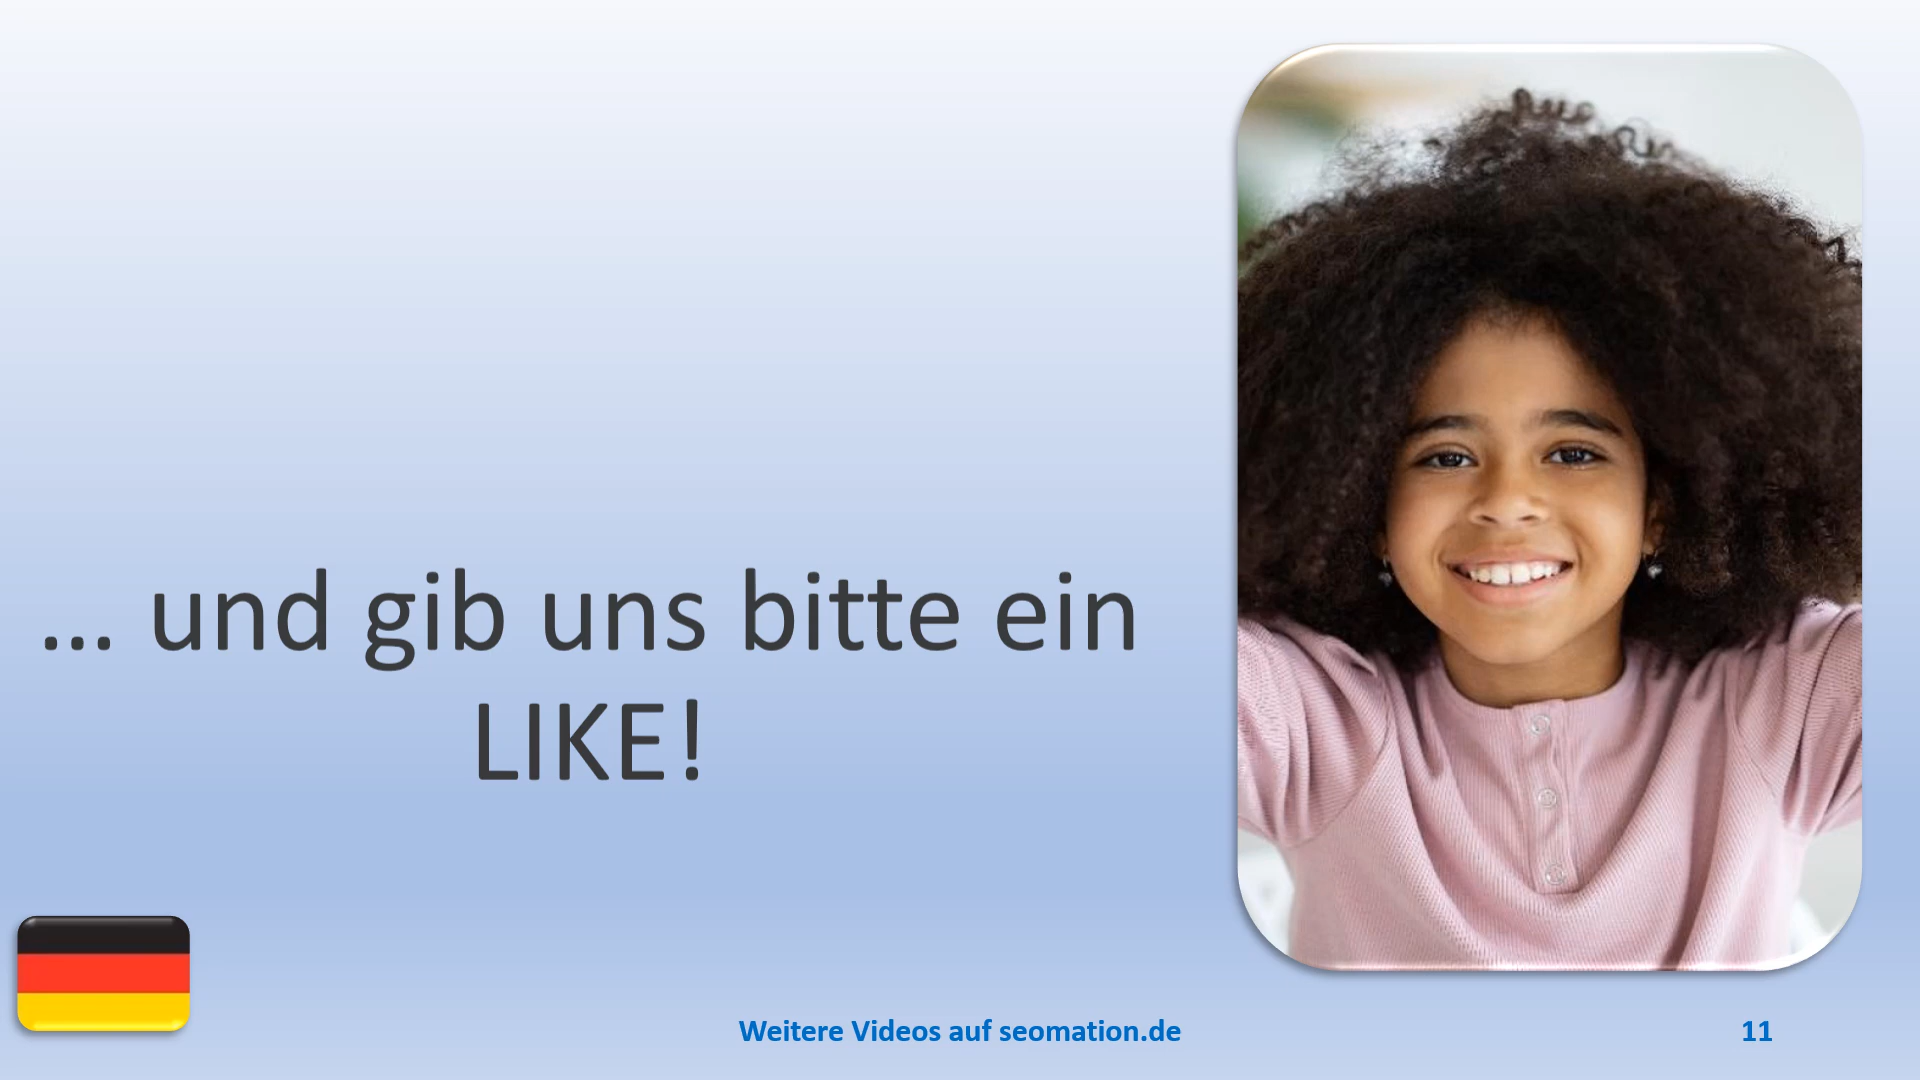 ... und gib uns bitte ein
LIKE!
Weitere Videos auf seomation.de
11